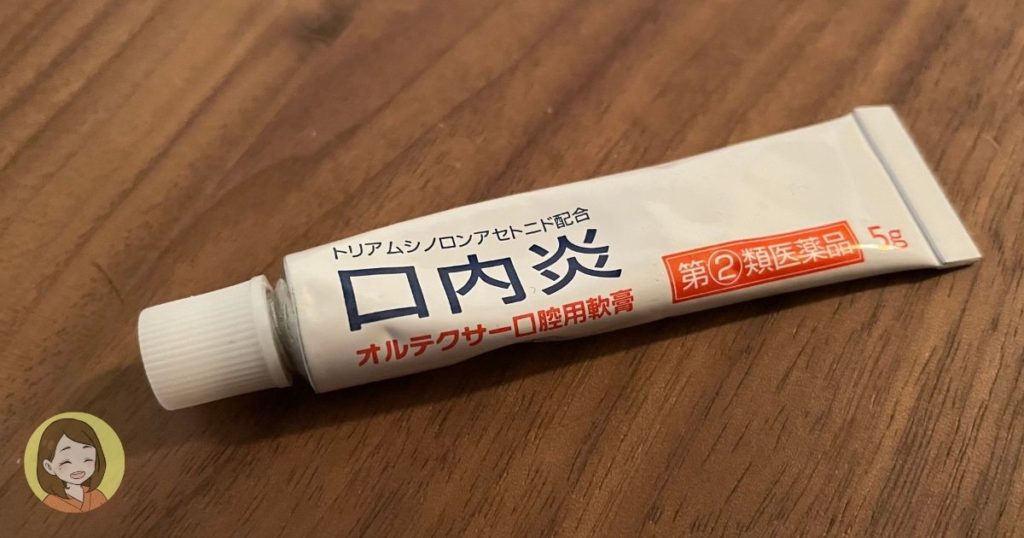 トリアムシノロンアセトニド配合
口内炎
オルテクサー口腔用軟膏
第②類医薬品
5g